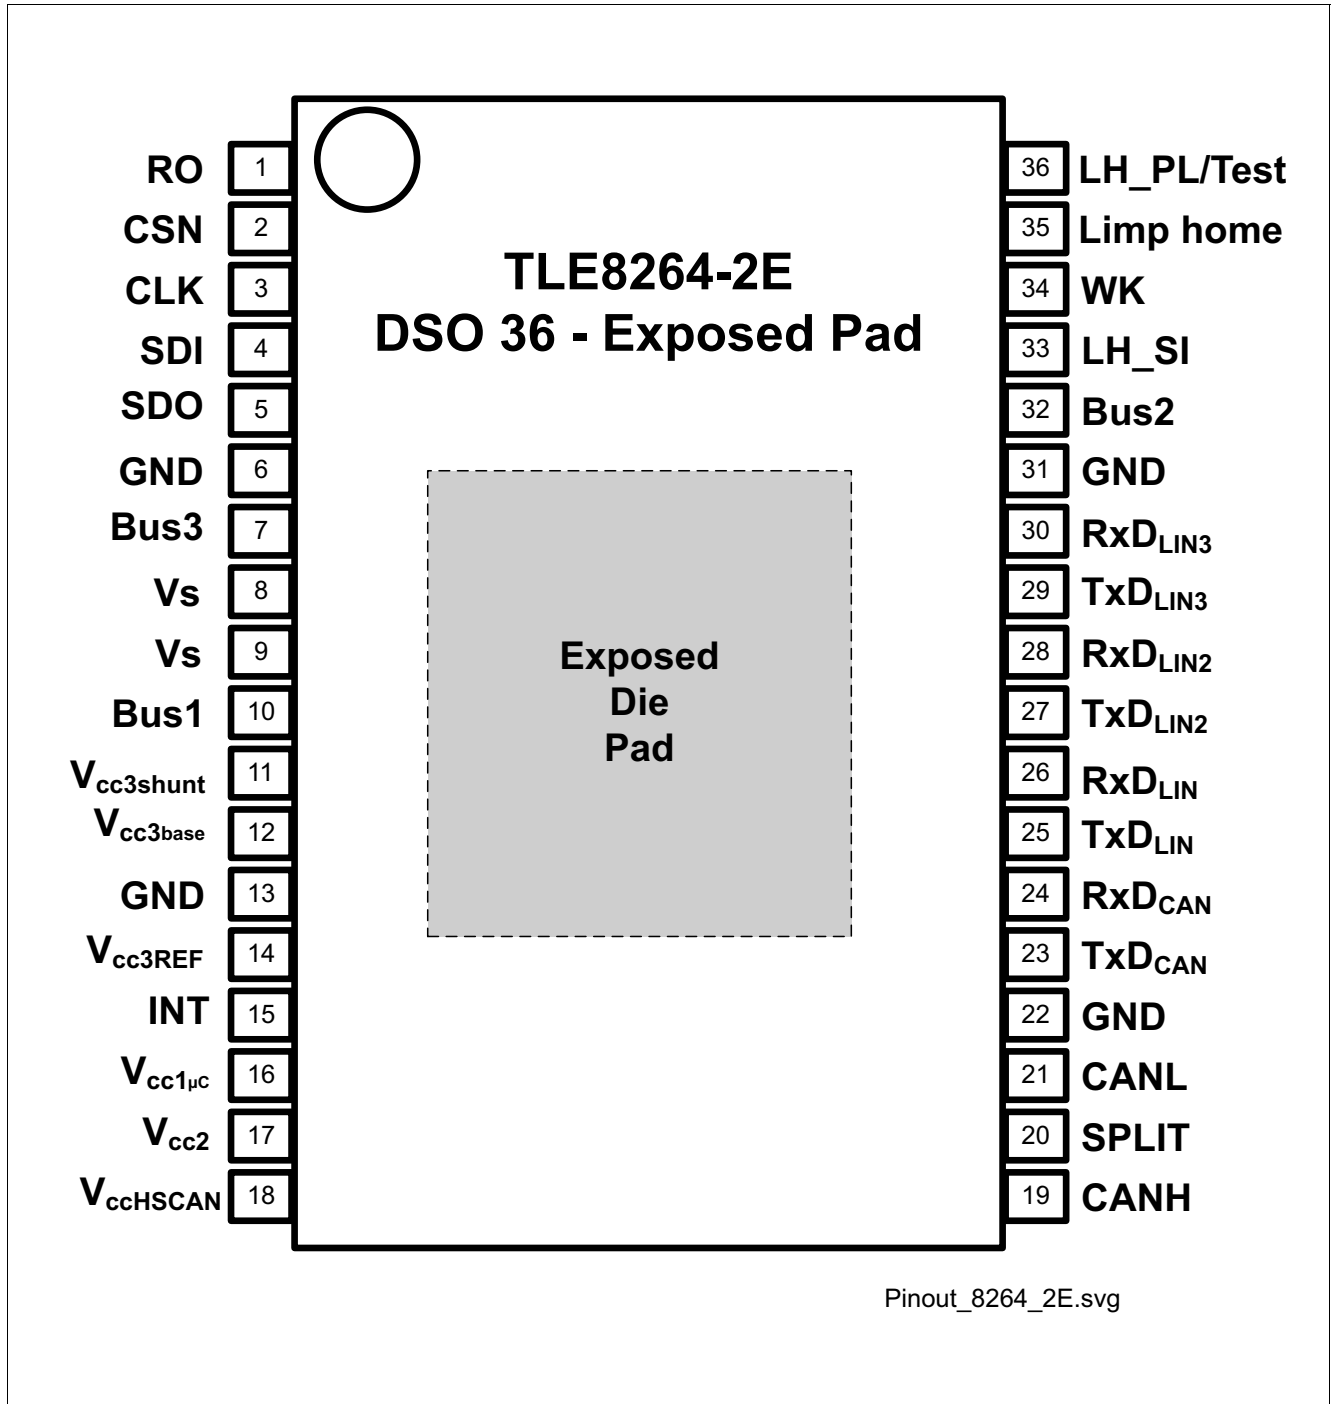 RO 1
CSN 2
CLK 3
SDI 4
SDO 5
GND 6
Bus3 7
Vs 8
Vs 9
Bus1 10
Vcc3shunt 11
Vcc3base 12
GND 13
Vcc3REF 14
INT 15
Vcc1µC 16
Vcc2 17
VccHSCAN 18
TLE8264-2E
DSO 36 - Exposed Pad
Exposed
Die
Pad
36 LH_PL/Test
35 Limp home
34 WK
33 LH_SI
32 Bus2
31 GND
30 RxDLIN3
29 TxDLIN3
28 RxDLIN2
27 TxDLIN2
26 RxDLIN
25 TxDLIN
24 RxDCAN
23 TxDCAN
22 GND
21 CANL
20 SPLIT
19 CANH
Pinout_8264_2E.svg